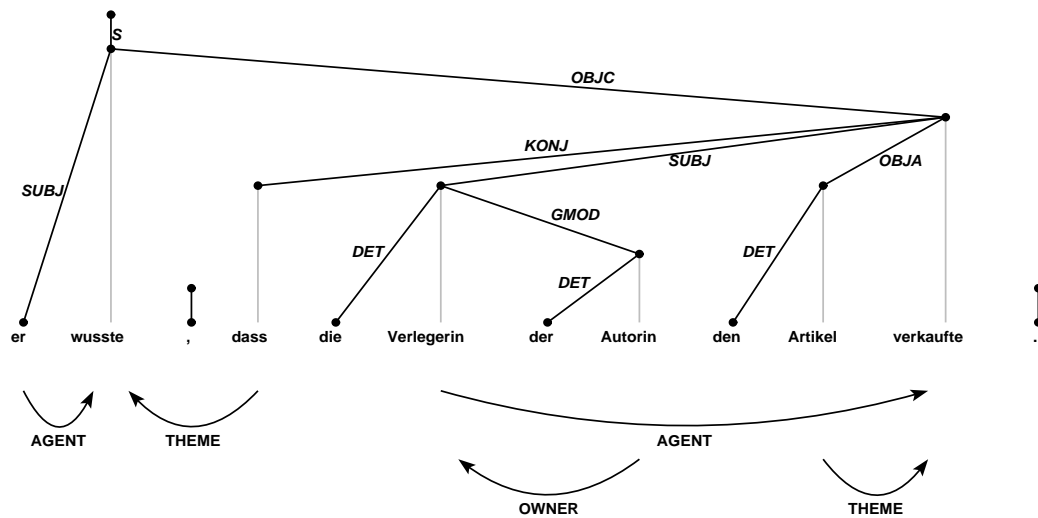 S
OBJC
KONJ
SUBJ
OBJA
SUBJ
GMOD
DET
DET
DET
er wusste , dass die Verlegerin der Autorin den Artikel verkaufte .
AGENT THEME AGENT
OWNER THEME